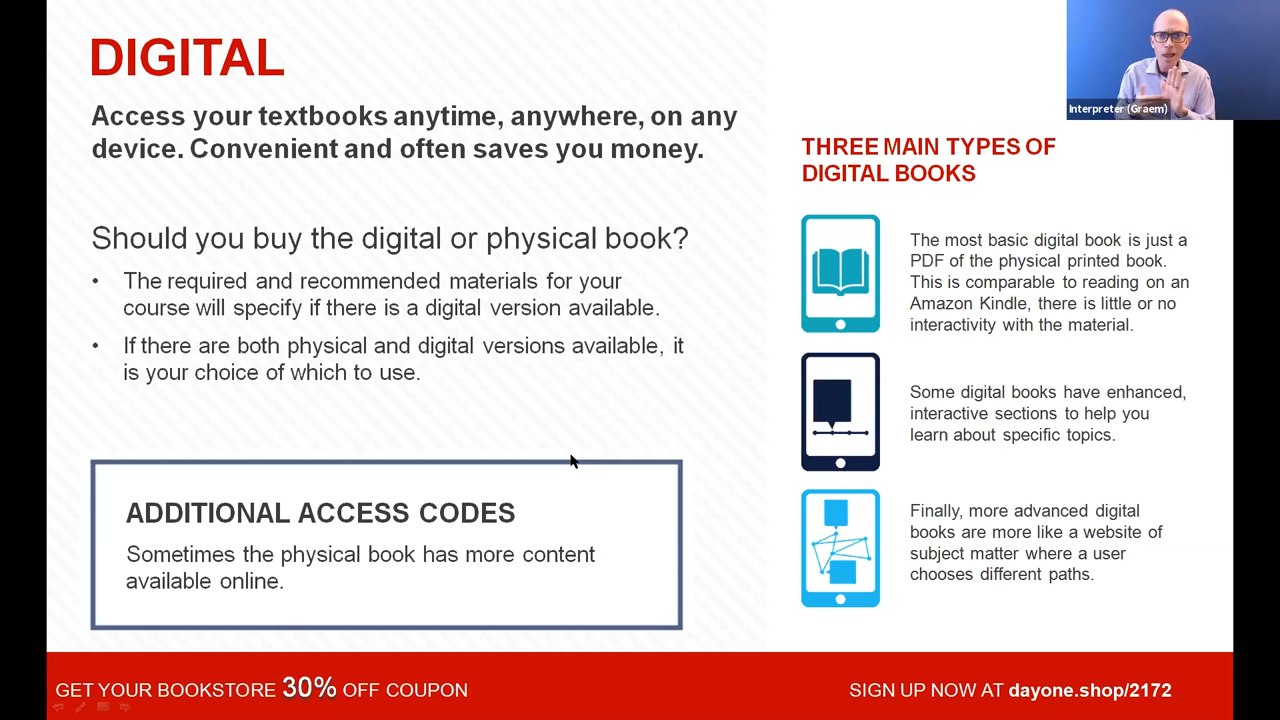 DIGITAL
Access your textbooks anytime, anywhere, on any
device. Convenient and often saves you money.
Should you buy the digital or physical book?
• The required and recommended materials for your
course will specify if there is a digital version available.
• If there are both physical and digital versions available, it
is your choice of which to use.
ADDITIONAL ACCESS CODES
Sometimes the physical book has more content
available online.
Interpreter (Graem)
THREE MAIN TYPES OF
DIGITAL BOOKS
The most basic digital book is just a
PDF of the physical printed book.
This is comparable to reading on an
Amazon Kindle, there is little or no
interactivity with the material.
Some digital books have enhanced,
interactive sections to help you
learn about specific topics.
Finally, more advanced digital
books are more like a website of
subject matter where a user
chooses different paths.
GET YOUR BOOKSTORE 30% OFF COUPON
SIGN UP NOW AT dayone.shop/2172